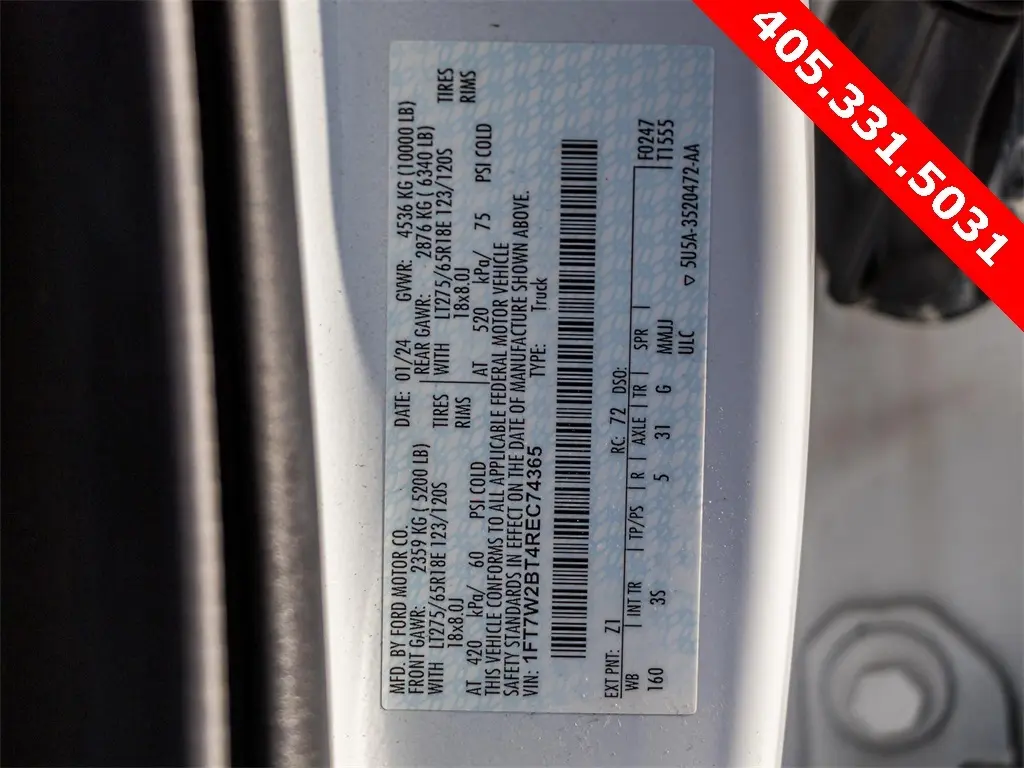 405.331.5031
MFD. BY FORD MOTOR CO. DATE: 01/24 GVWR: 4536 KG (10000 LB)
FRONT GAWR: 2359 KG ( 5200 LB) REAR GAWR: 2876 KG ( 6340 LB)
WITH LT275/65R18E 123/120S TIRES WITH LT275/65R18E 123/120S TIRES
18x8.0J RIMS 18x8.0J RIMS
AT 420 kPa/ 60 PSI COLD AT 520 kPa/ 75 PSI COLD
THIS VEHICLE CONFORMS TO ALL APPLICABLE FEDERAL MOTOR VEHICLE
SAFETY STANDARDS IN EFFECT ON THE DATE OF MANUFACTURE SHOWN ABOVE.
VIN: 1FT7W2BT4REC74365 TYPE: Truck
EXT PNT: Z1 RC: 72 DSO: F0247
WB INT TR TP/PS R AXLE TR SPR T1555
160 3S 5 31 G MMJJ
ULC 5U5A-3520472-AA